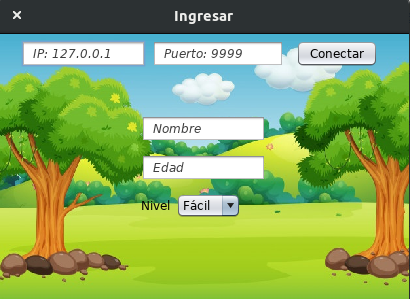 Ingresar
IP: 127.0.0.1 Puerto: 9999 Conectar
Nombre
Edad
Nivel Fácil